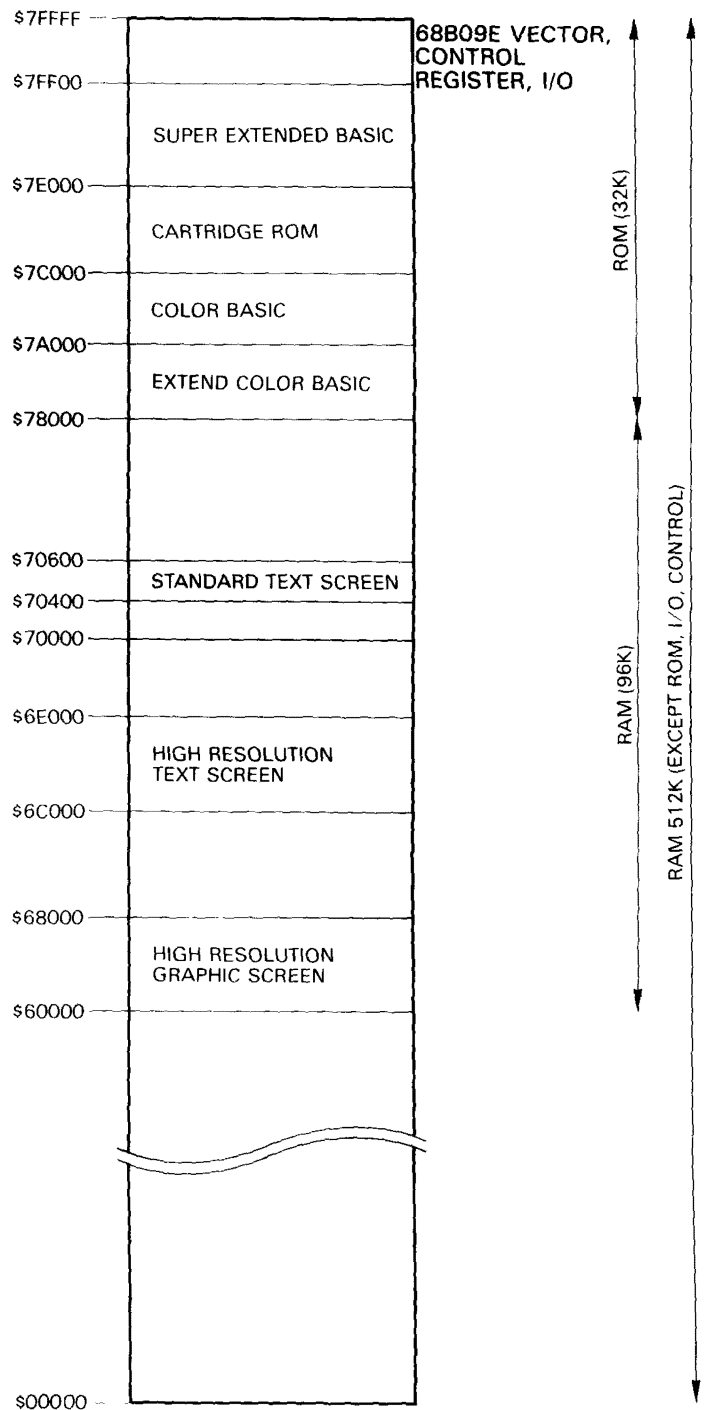 $7FFFF
68B09E VECTOR,
CONTROL
REGISTER, I/O
$7FF00
SUPER EXTENDED BASIC
$7E000
CARTRIDGE ROM
$7C000
COLOR BASIC
$7A000
EXTEND COLOR BASIC
$78000
$70600
STANDARD TEXT SCREEN
$70400
$70000
$6E000
HIGH RESOLUTION
TEXT SCREEN
$6C000
$68000
HIGH RESOLUTION
GRAPHIC SCREEN
$60000
$00000
ROM (32K)
RAM (96K)
RAM 512K (EXCEPT ROM, I/O, CONTROL)